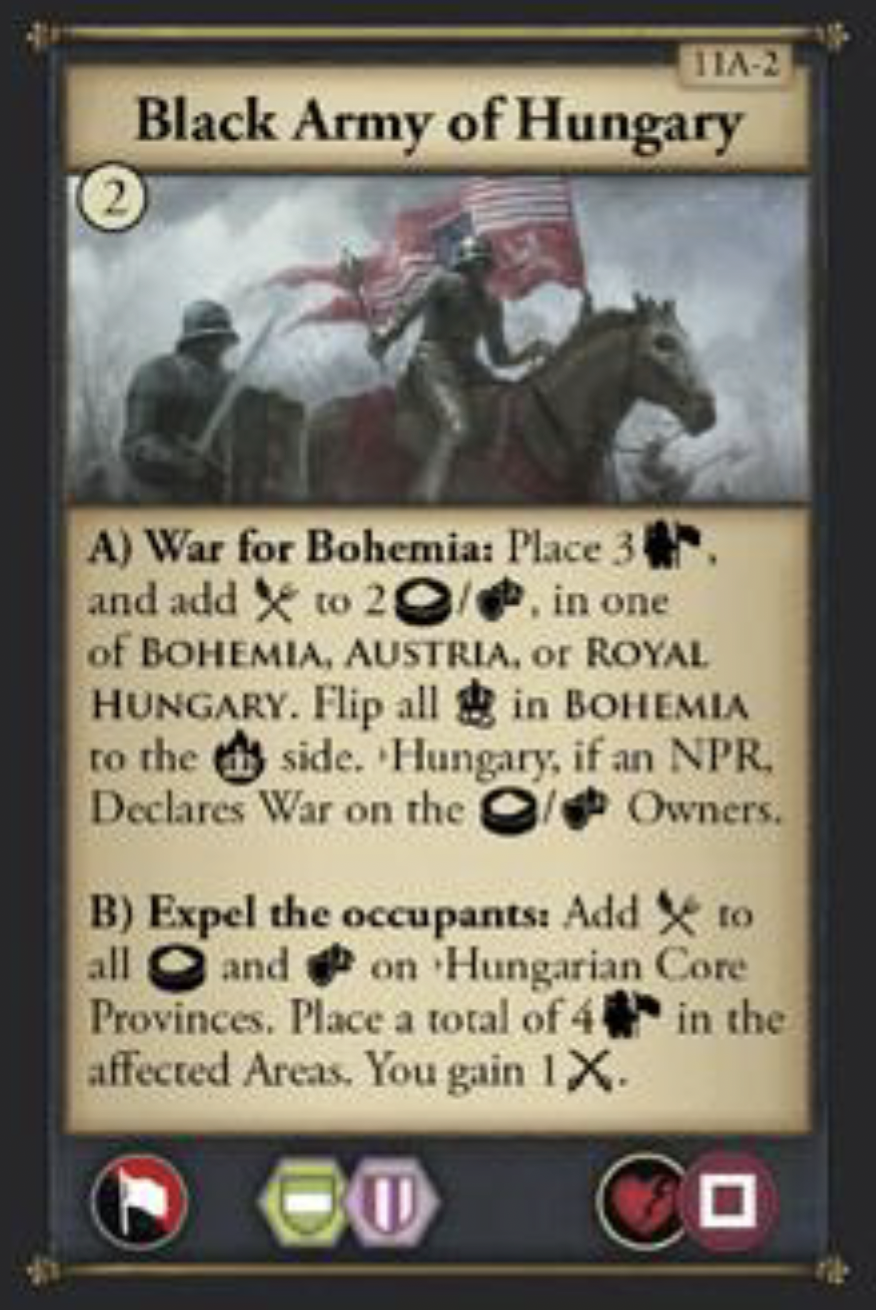 11A-2
Black Army of Hungary
2
A) War for Bohemia: Place 3 ,
and add to 2 / , in one
of BOHEMIA, AUSTRIA, or ROYAL
HUNGARY. Flip all in BOHEMIA
to the side. Hungary, if an NPR,
Declares War on the / Owners.
B) Expel the occupants: Add to
all and on Hungarian Core
Provinces. Place a total of 4 in the
affected Areas. You gain 1 .